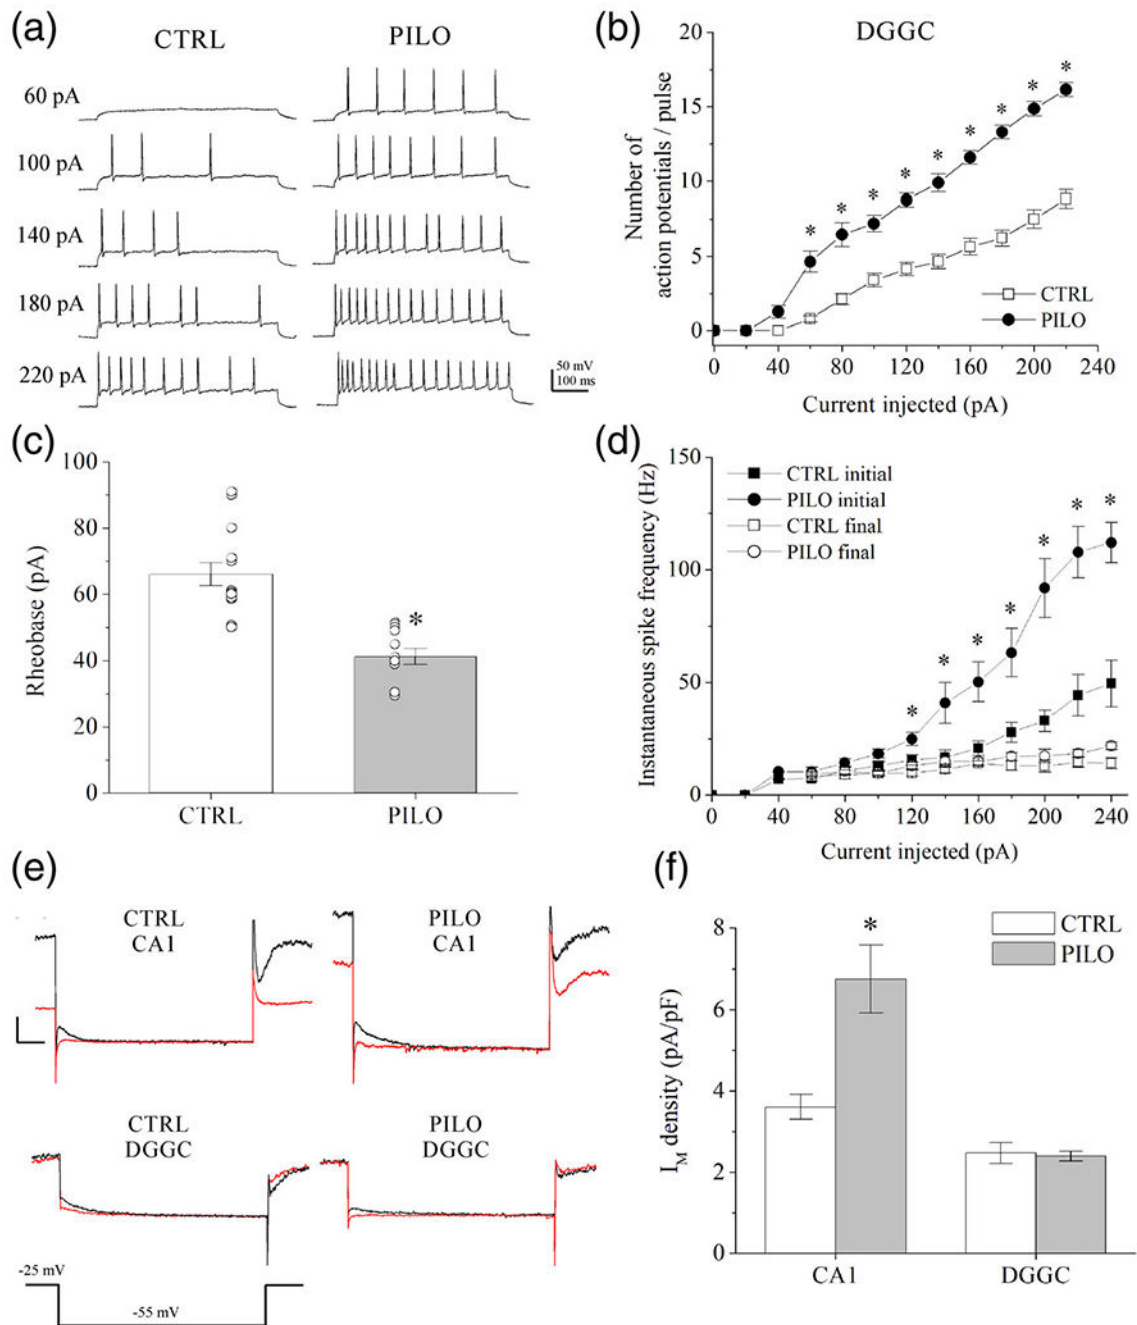 (a)
CTRL
PILO
60 pA
100 pA
140 pA
180 pA
220 pA
50 mV
100 ms
(b)
DGGC
Number of
action potentials / pulse
20
15
10
5
0
* * * * * * * * *
CTRL
PILO
0 40 80 120 160 200 240
Current injected (pA)
(c)
Rheobase (pA)
100
80
60
40
20
0
*
CTRL PILO
(d)
Instantaneous spike frequency (Hz)
150
100
50
0
CTRL initial
PILO initial
CTRL final
PILO final
* * * * * * *
0 40 80 120 160 200 240
Current injected (pA)
(e)
CTRL
CA1
PILO
CA1
CTRL
DGGC
PILO
DGGC
-25 mV
-55 mV
(f)
I_M density (pA/pF)
8
6
4
2
0
*
CTRL
PILO
CA1 DGGC